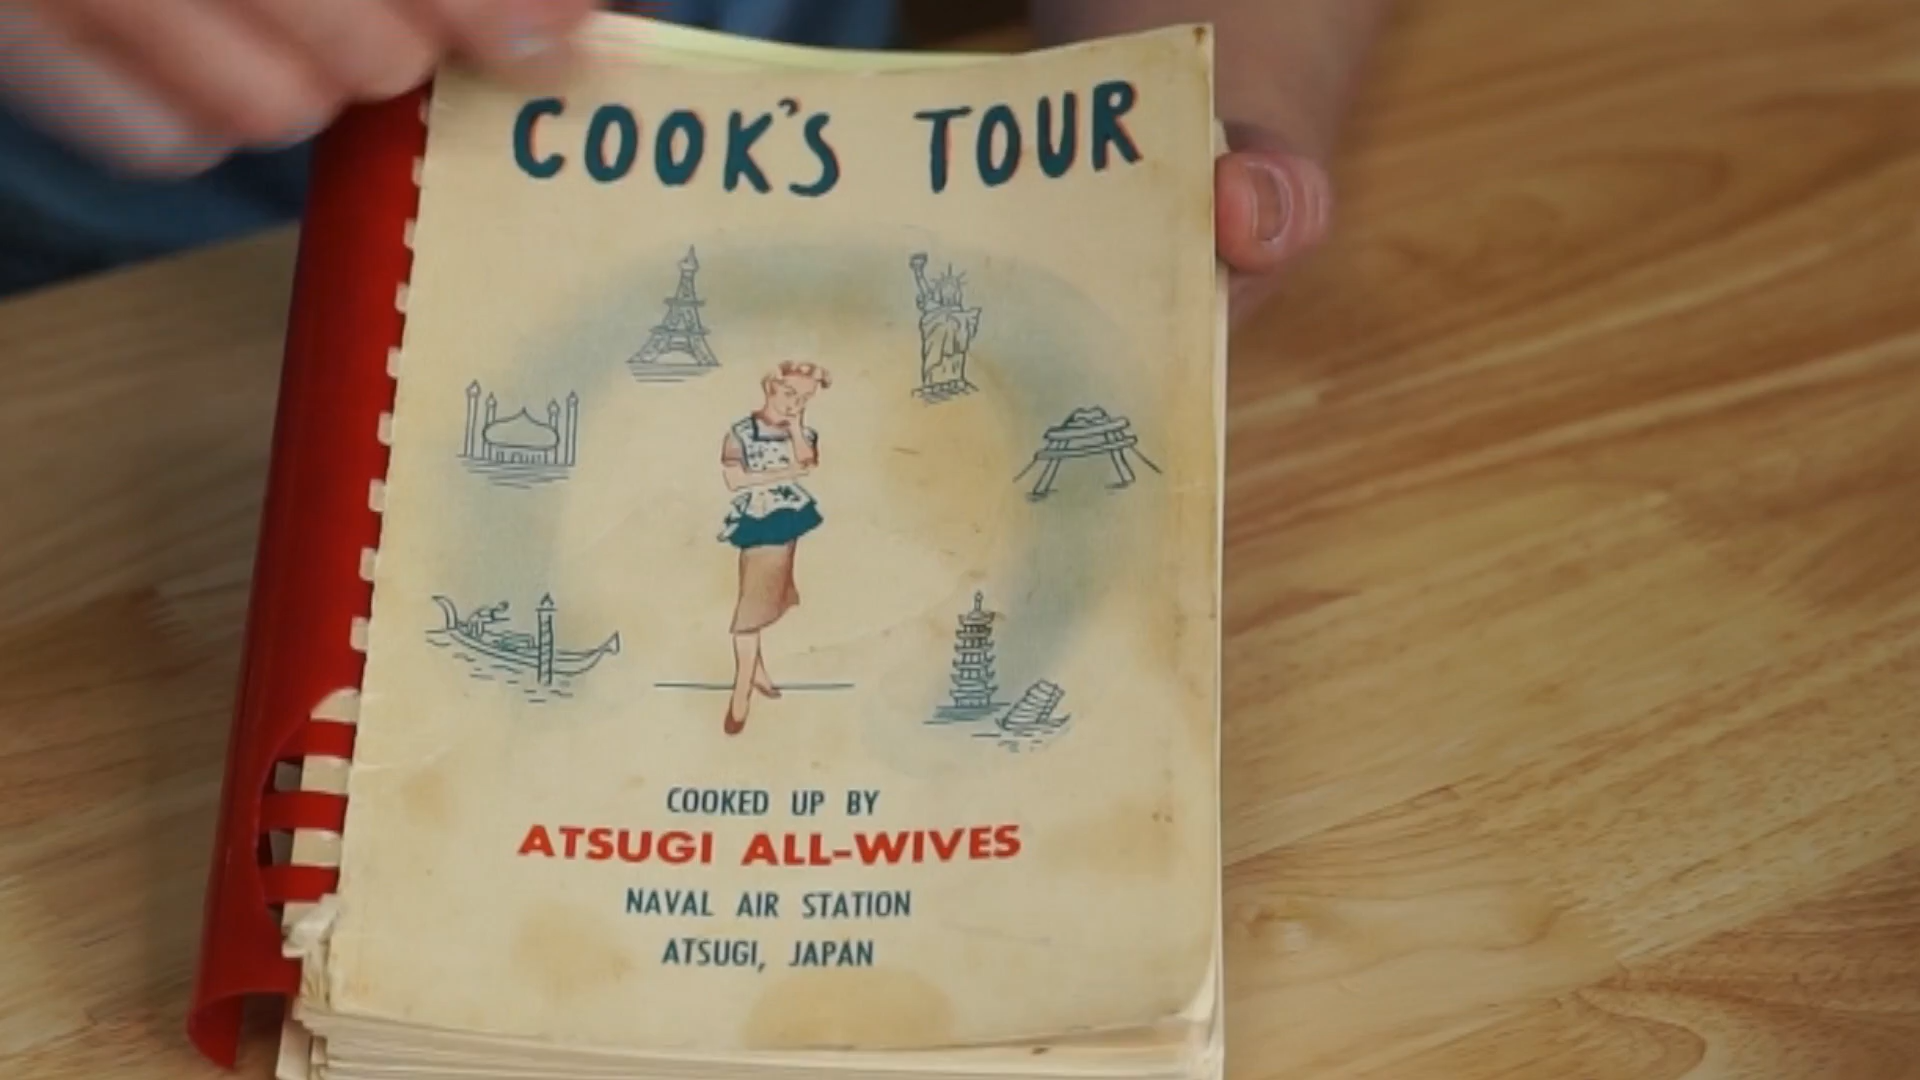 COOK'S TOUR
COOKED UP BY
ATSUGI ALL-WIVES
NAVAL AIR STATION
ATSUGI, JAPAN